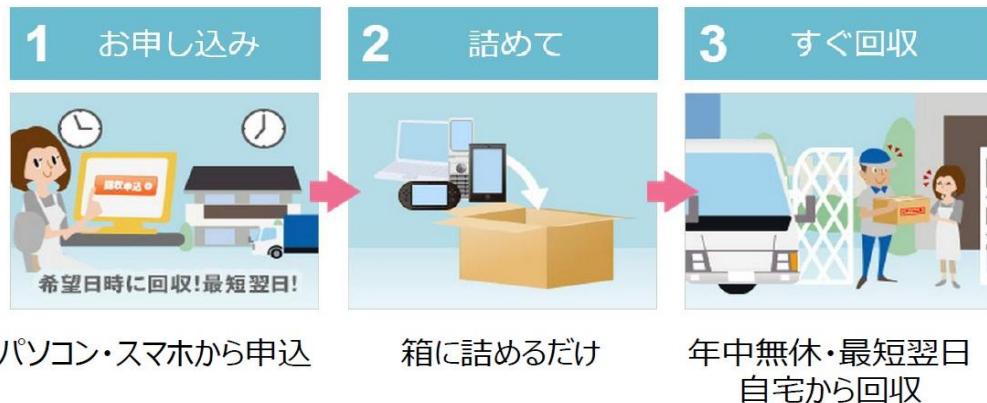 1 お申し込み
2 詰めて
3 すぐ回収
回収申込
希望日時に回収!最短翌日!
パソコン・スマホから申込
箱に詰めるだけ
年中無休・最短翌日
自宅から回収